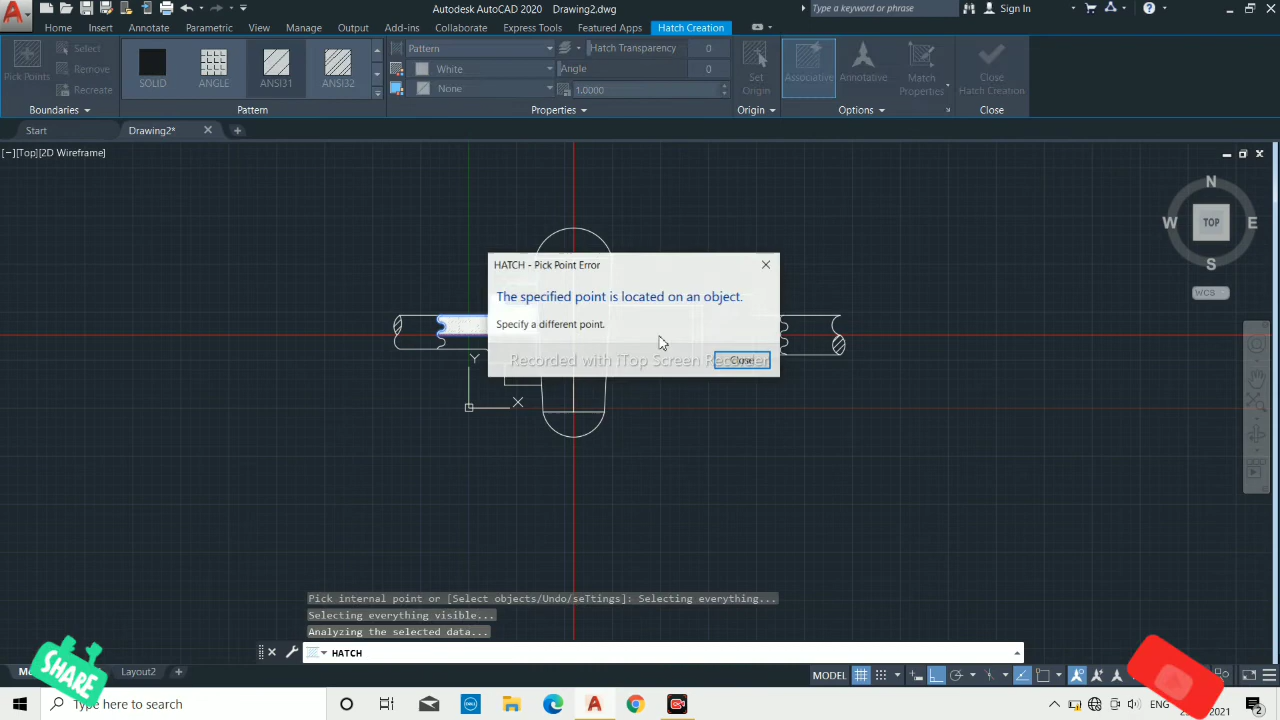 Autodesk AutoCAD 2020 Drawing2.dwg
Type a keyword or phrase
Sign In
Home Insert Annotate Parametric View Manage Output Add-ins Collaborate Express Tools Featured Apps Hatch Creation
Pick Points
Select
Remove
Recreate
SOLID
ANGLE
ANSI31
ANSI32
Pattern
White
None
Hatch Transparency 0
Angle 0
1.0000
Set Origin
Associative
Annotative
Match Properties
Close Hatch Creation
Boundaries
Pattern
Properties
Origin
Options
Close
Start
Drawing2*
[−][Top][2D Wireframe]
N
W TOP E
S
WCS
HATCH - Pick Point Error
The specified point is located on an object.
Specify a different point.
Close
Recorded with iTop Screen Recorder
Y
X
Pick internal point or [Select objects/Undo/seTtings]: Selecting everything...
Selecting everything visible...
Analyzing the selected data...
HATCH
SHARE
Layout2
MODEL
Type here to search
DELL
ENG
2